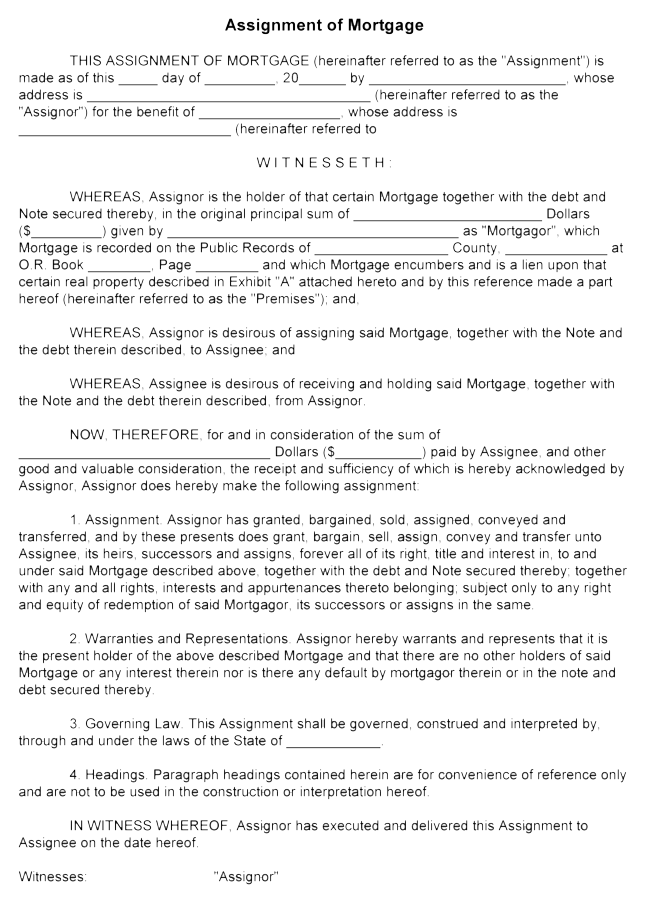 Assignment of Mortgage
THIS ASSIGNMENT OF MORTGAGE (hereinafter referred to as the "Assignment") is
made as of this _____ day of _________, 20______ by _________________________, whose
address is ____________________________________ (hereinafter referred to as the
"Assignor") for the benefit of __________________, whose address is
___________________________ (hereinafter referred to
W I T N E S S E T H :
WHEREAS, Assignor is the holder of that certain Mortgage together with the debt and
Note secured thereby, in the original principal sum of ________________________ Dollars
($_________) given by _____________________________________ as "Mortgagor", which
Mortgage is recorded on the Public Records of _________________ County, _____________ at
O.R. Book ________, Page ________ and which Mortgage encumbers and is a lien upon that
certain real property described in Exhibit "A" attached hereto and by this reference made a part
hereof (hereinafter referred to as the "Premises"); and,
WHEREAS, Assignor is desirous of assigning said Mortgage, together with the Note and
the debt therein described, to Assignee; and
WHEREAS, Assignee is desirous of receiving and holding said Mortgage, together with
the Note and the debt therein described, from Assignor.
NOW, THEREFORE, for and in consideration of the sum of
________________________________ Dollars ($___________) paid by Assignee, and other
good and valuable consideration, the receipt and sufficiency of which is hereby acknowledged by
Assignor, Assignor does hereby make the following assignment:
1. Assignment. Assignor has granted, bargained, sold, assigned, conveyed and
transferred, and by these presents does grant, bargain, sell, assign, convey and transfer unto
Assignee, its heirs, successors and assigns, forever all of its right, title and interest in, to and
under said Mortgage described above, together with the debt and Note secured thereby; together
with any and all rights, interests and appurtenances thereto belonging; subject only to any right
and equity of redemption of said Mortgagor, its successors or assigns in the same.
2. Warranties and Representations. Assignor hereby warrants and represents that it is
the present holder of the above described Mortgage and that there are no other holders of said
Mortgage or any interest therein nor is there any default by mortgagor therein or in the note and
debt secured thereby.
3. Governing Law. This Assignment shall be governed, construed and interpreted by,
through and under the laws of the State of ____________.
4. Headings. Paragraph headings contained herein are for convenience of reference only
and are not to be used in the construction or interpretation hereof.
IN WITNESS WHEREOF, Assignor has executed and delivered this Assignment to
Assignee on the date hereof.
Witnesses: "Assignor"